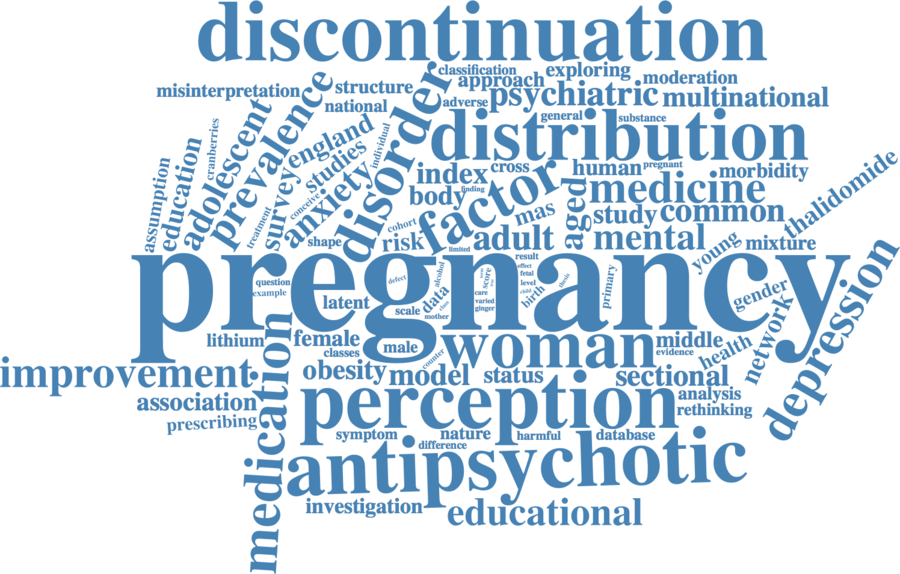 discontinuation
classification
exploring
misinterpretation
structure
approach
moderation
national
adverse
psychiatric
multinational
general
substance
prevalence
disorder
adolescent
cranberries
england
individual
distribution
education
assumption
survey
studies
index
cross
human
pregnant
morbidity
treatment
conceive
anxiety
body
finding
factor
aged
medicine
thalidomide
mas
study
common
shape
cohort
risk
limited
adult
mental
young
mixture
pregnancy
question
example
latent
defect
scale
data
alcohol
class
mother
score
care
varied
ginger
result
effect
fetal
level
child
birth
thesis
primary
gender
network
depression
lithium
female
classes
male
counter
woman
middle
evidence
health
improvement
medication
obesity
model
status
sectional
association
prescribing
perception
analysis
rethinking
symptom
nature
difference
harmful
database
antipsychotic
investigation
educational